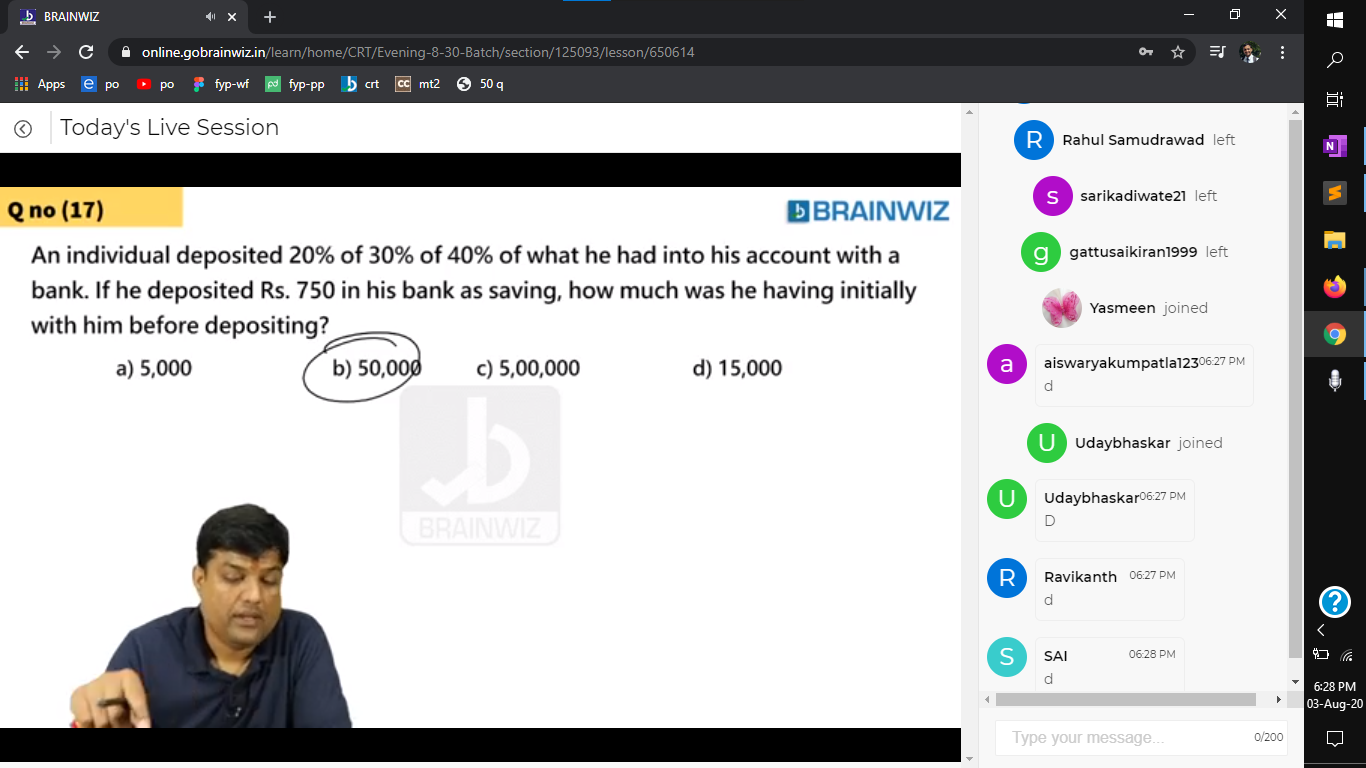 BRAINWIZ
online.gobrainwiz.in/learn/home/CRT/Evening-8-30-Batch/section/125093/lesson/650614
Apps po po fyp-wf fyp-pp crt CC mt2 50 q
Today's Live Session
Q no (17)
BRAINWIZ
An individual deposited 20% of 30% of 40% of what he had into his account with a
bank. If he deposited Rs. 750 in his bank as saving, how much was he having initially
with him before depositing?
a) 5,000 b) 50,000 c) 5,00,000 d) 15,000
BRAINWIZ
R Rahul Samudrawad left
s sarikadiwate21 left
g gattusaikiran1999 left
Yasmeen joined
a aiswaryakumpatla123 06:27 PM
d
U Udaybhaskar joined
U Udaybhaskar 06:27 PM
D
R Ravikanth 06:27 PM
d
S SAI 06:28 PM
d
Type your message... 0/200
N
?
6:28 PM
03-Aug-20